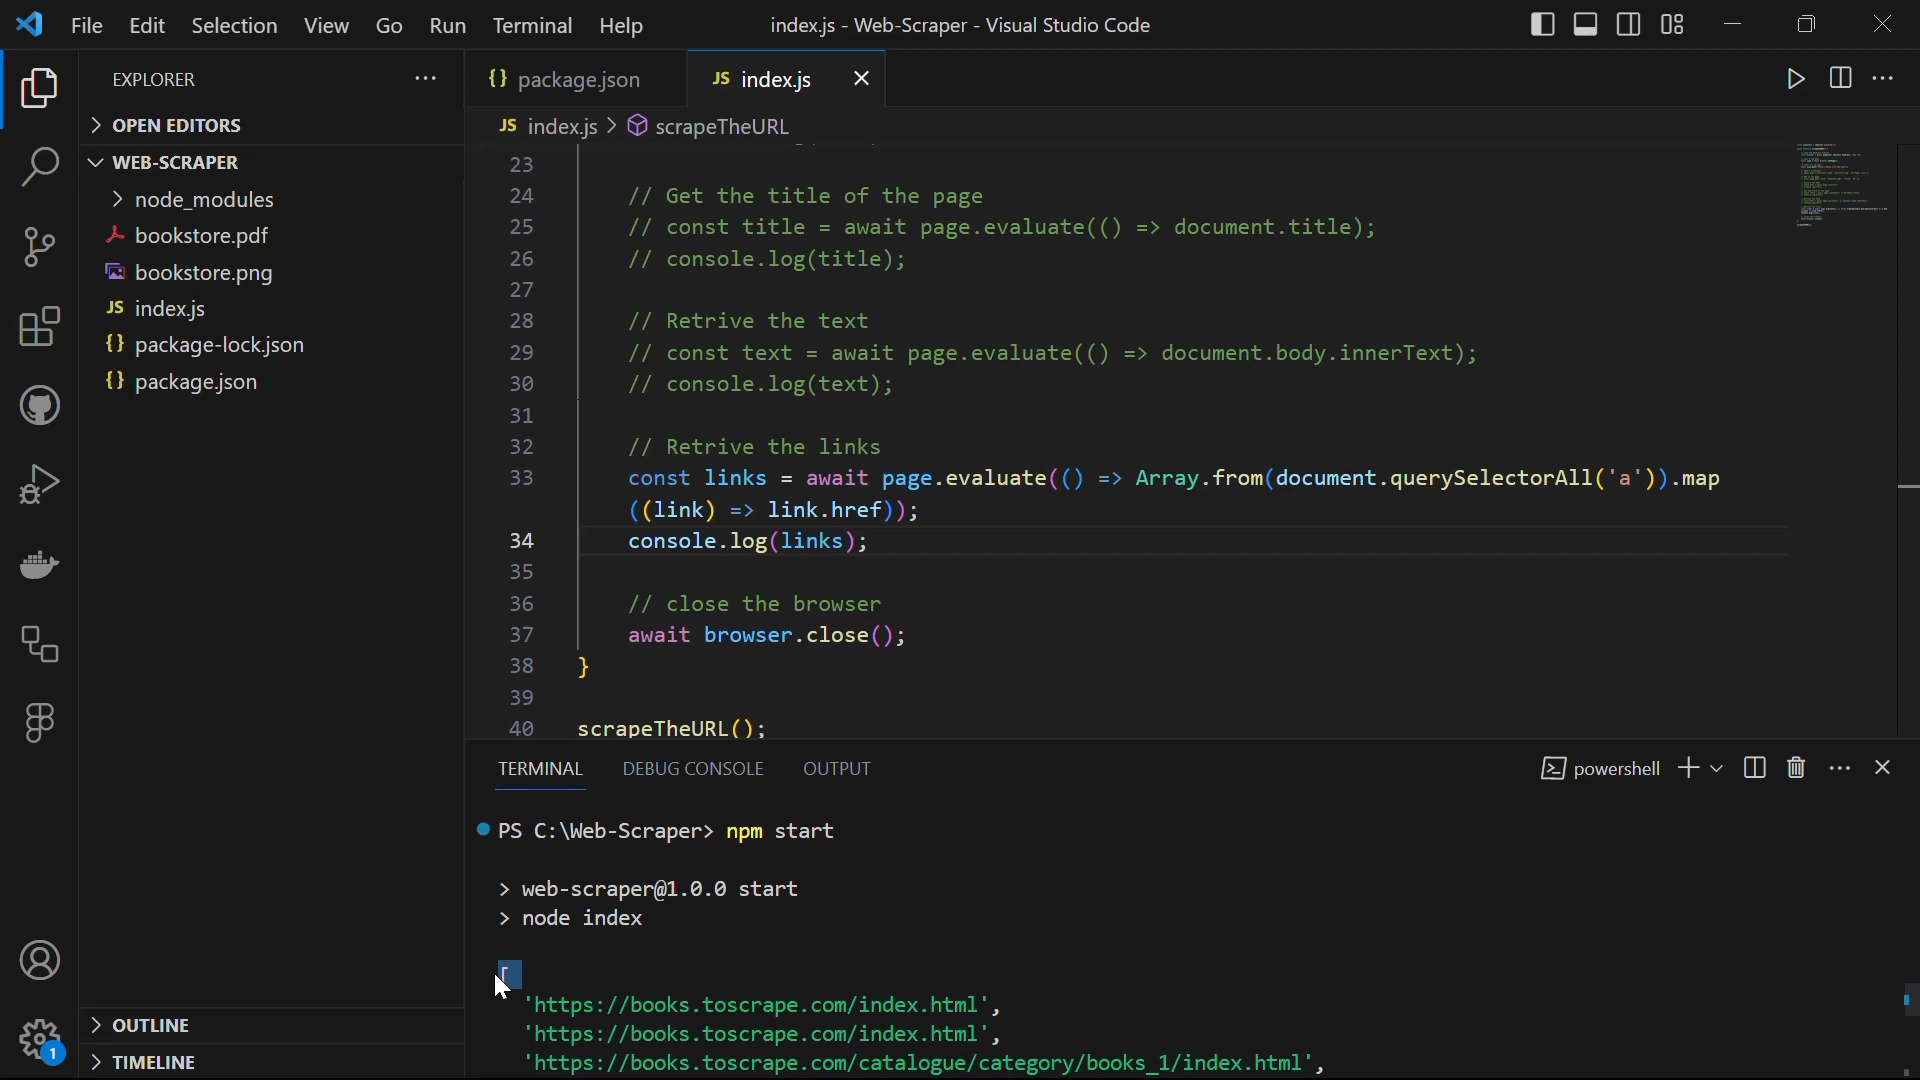 File Edit Selection View Go Run Terminal Help
index.js - Web-Scraper - Visual Studio Code
EXPLORER
OPEN EDITORS
WEB-SCRAPER
node_modules
bookstore.pdf
bookstore.png
JS index.js
{} package-lock.json
{} package.json
OUTLINE
TIMELINE
1
{} package.json
JS index.js
JS index.js > scrapeTheURL
23
24 // Get the title of the page
25 // const title = await page.evaluate(() => document.title);
26 // console.log(title);
27
28 // Retrive the text
29 // const text = await page.evaluate(() => document.body.innerText);
30 // console.log(text);
31
32 // Retrive the links
33 const links = await page.evaluate(() => Array.from(document.querySelectorAll('a')).map
((link) => link.href));
34 console.log(links);
35
36 // close the browser
37 await browser.close();
38 }
39
40 scrapeTheURL();
TERMINAL DEBUG CONSOLE OUTPUT
powershell
PS C:\Web-Scraper> npm start
> web-scraper@1.0.0 start
> node index
[
'https://books.toscrape.com/index.html',
'https://books.toscrape.com/index.html',
'https://books.toscrape.com/catalogue/category/books_1/index.html',